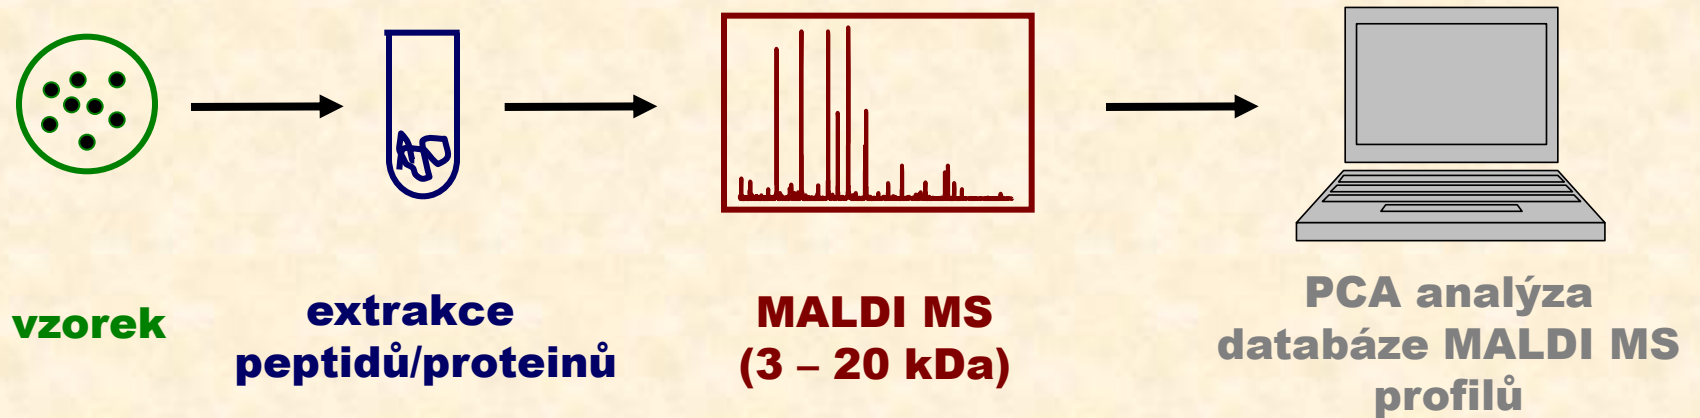 vzorek
extrakce
peptidů/proteinů
MALDI MS
(3 – 20 kDa)
PCA analýza
databáze MALDI MS
profilů